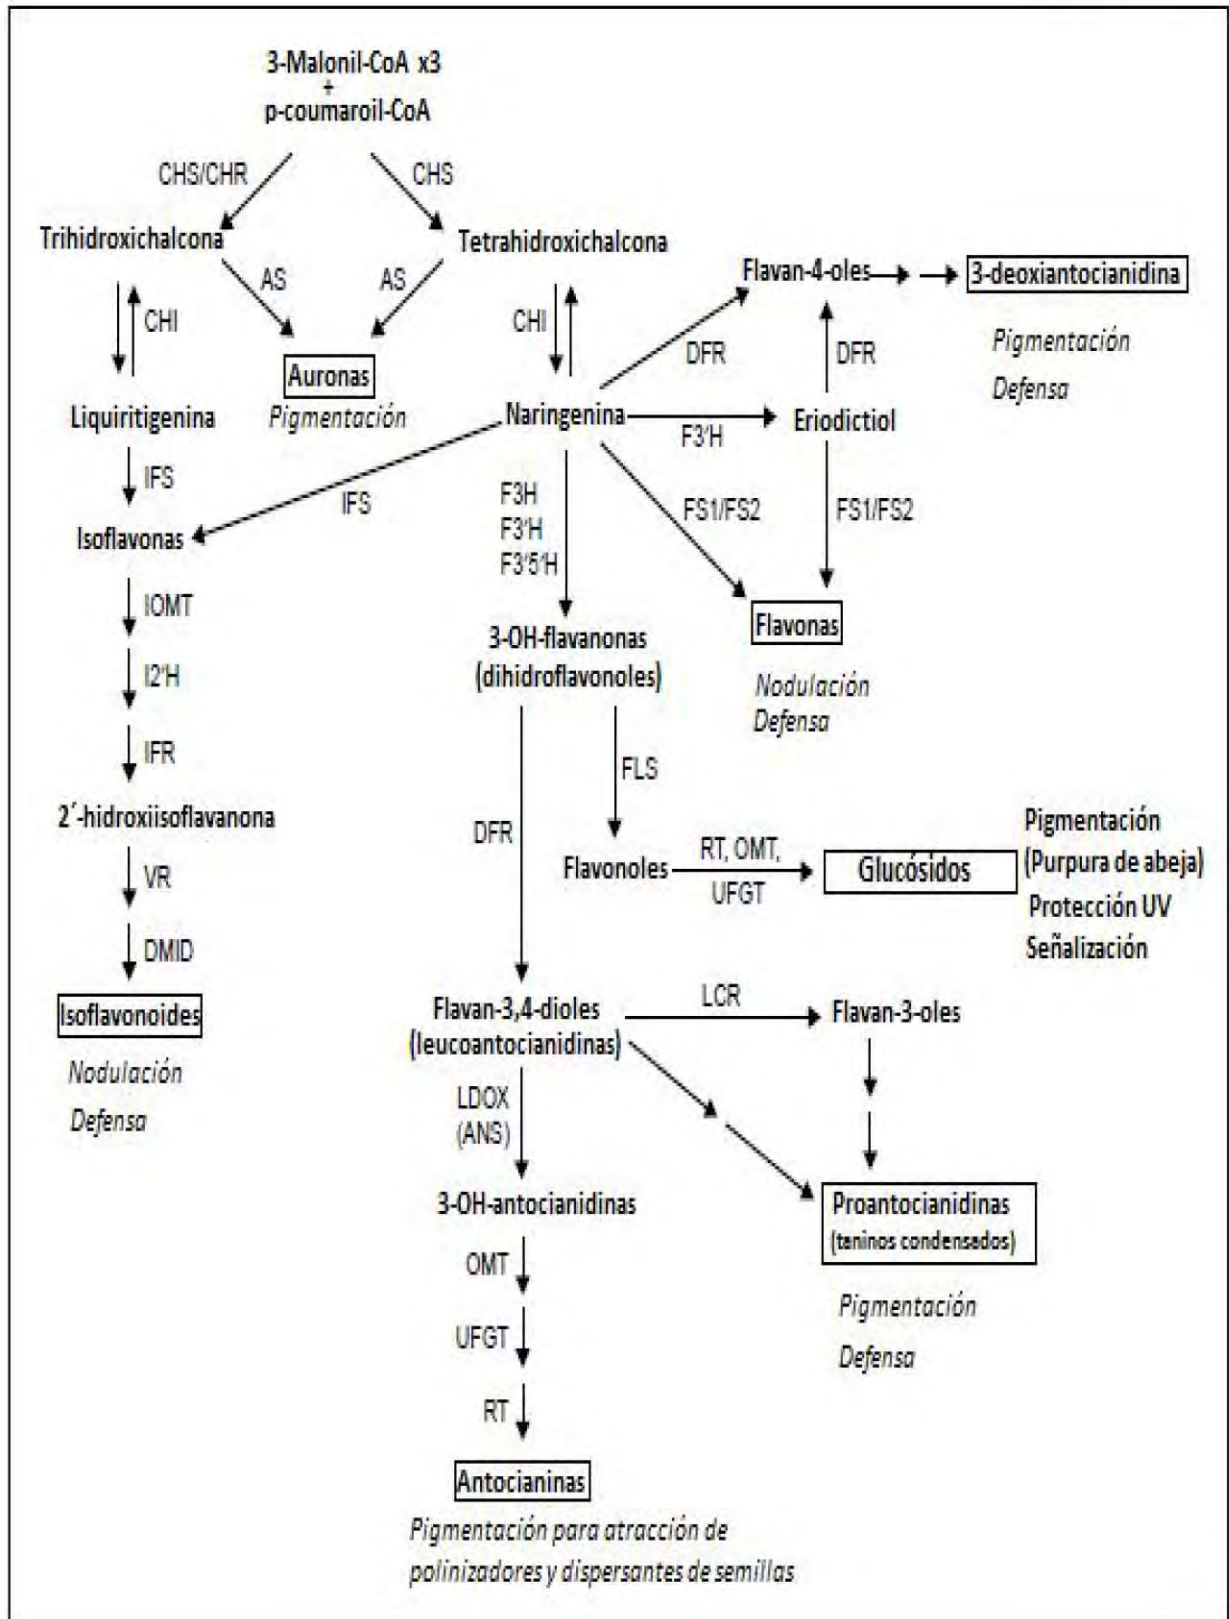 3-Malonil-CoA x3
+
p-coumaroil-CoA
CHS/CHR
CHS
Trihidroxichalcona
Tetrahidroxichalcona
AS
AS
CHI
CHI
Auronas
Pigmentación
Flavan-4-oles
3-deoxiantocianidina
Pigmentación
Defensa
DFR
DFR
Liquiritigenina
Naringenina
F3'H
Eriodictiol
IFS
IFS
Isoflavonas
F3H
F3'H
F3'5'H
FS1/FS2
FS1/FS2
Flavonas
Nodulación
Defensa
IOMT
I2'H
IFR
2´-hidroxiisoflavanona
VR
DMID
Isoflavonoides
Nodulación
Defensa
3-OH-flavanonas
(dihidroflavonoles)
FLS
DFR
Flavonoles
RT, OMT,
UFGT
Glucósidos
Pigmentación
(Purpura de abeja)
Protección UV
Señalización
Flavan-3,4-dioles
(leucoantocianidinas)
LCR
Flavan-3-oles
LDOX
(ANS)
3-OH-antocianidinas
Proantocianidinas
(taninos condensados)
Pigmentación
Defensa
OMT
UFGT
RT
Antocianinas
Pigmentación para atracción de
polinizadores y dispersantes de semillas